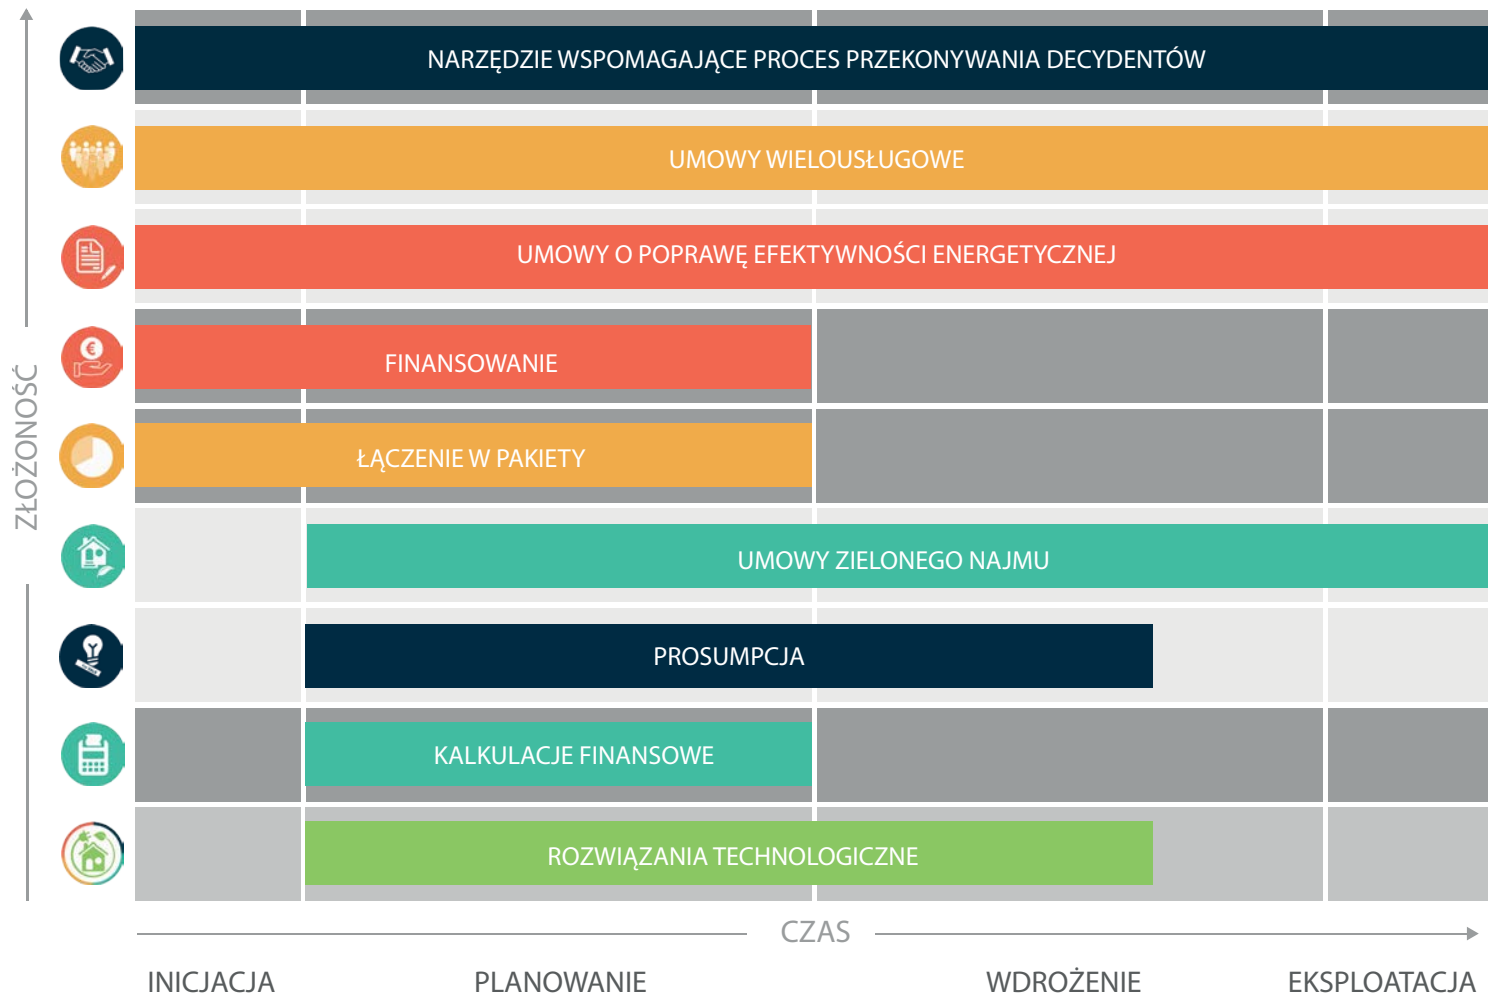 NARZĘDZIE WSPOMAGAJĄCE PROCES PRZEKONYWANIA DECYDENTÓW
UMOWY WIELOUSŁUGOWE
UMOWY O POPRAWĘ EFEKTYWNOŚCI ENERGETYCZNEJ
FINANSOWANIE
ŁĄCZENIE W PAKIETY
UMOWY ZIELONEGO NAJMU
PROSUMPCJA
KALKULACJE FINANSOWE
ROZWIĄZANIA TECHNOLOGICZNE
ZŁOŻONOŚĆ
CZAS
INICJACJA
PLANOWANIE
WDROŻENIE
EKSPLOATACJA